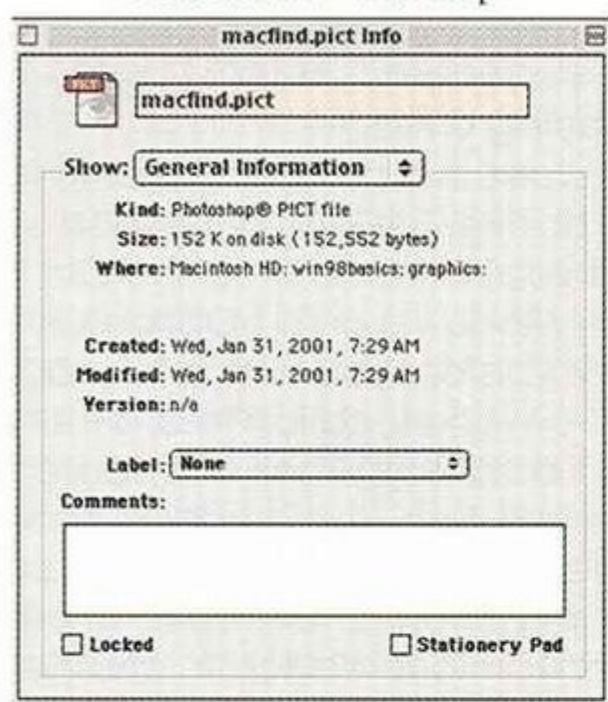 macfind.pict Info
PICT
macfind.pict
Show: General Information
Kind: Photoshop® PICT file
Size: 152 K on disk (152,552 bytes)
Where: Macintosh HD: win98basics: graphics:
Created: Wed, Jan 31, 2001, 7:29 AM
Modified: Wed, Jan 31, 2001, 7:29 AM
Version: n/a
Label: None
Comments:
Locked
Stationery Pad